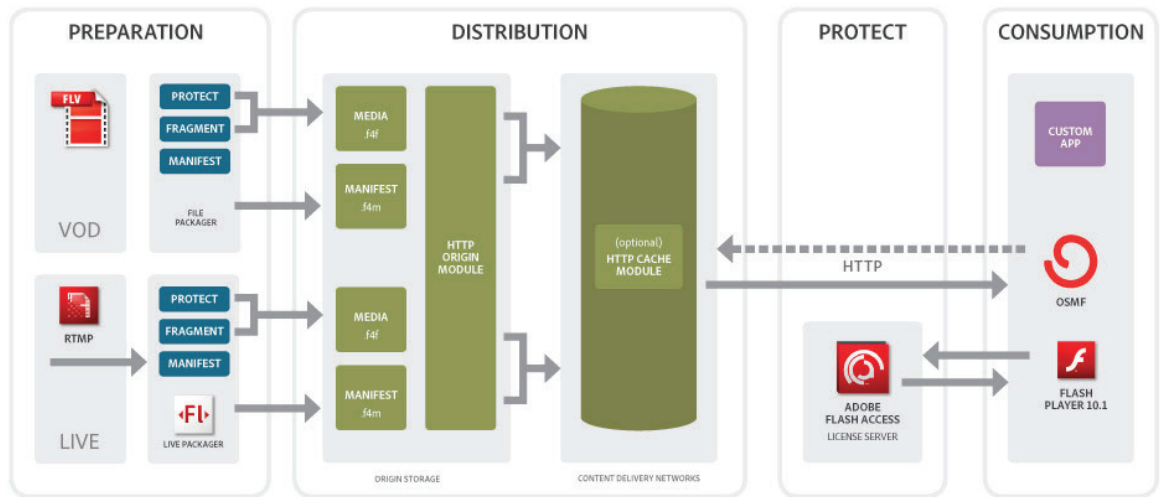 PREPARATION
FLV
VOD
PROTECT
FRAGMENT
MANIFEST
FILE
PACKAGER
RTMP
LIVE
PROTECT
FRAGMENT
MANIFEST
Fl
LIVE PACKAGER
DISTRIBUTION
MEDIA
.f4f
MANIFEST
.f4m
MEDIA
.f4f
MANIFEST
.f4m
HTTP
ORIGIN
MODULE
ORIGIN STORAGE
(optional)
HTTP CACHE
MODULE
CONTENT DELIVERY NETWORKS
PROTECT
HTTP
ADOBE
FLASH ACCESS
LICENSE SERVER
CONSUMPTION
CUSTOM
APP
OSMF
FLASH
PLAYER 10.1